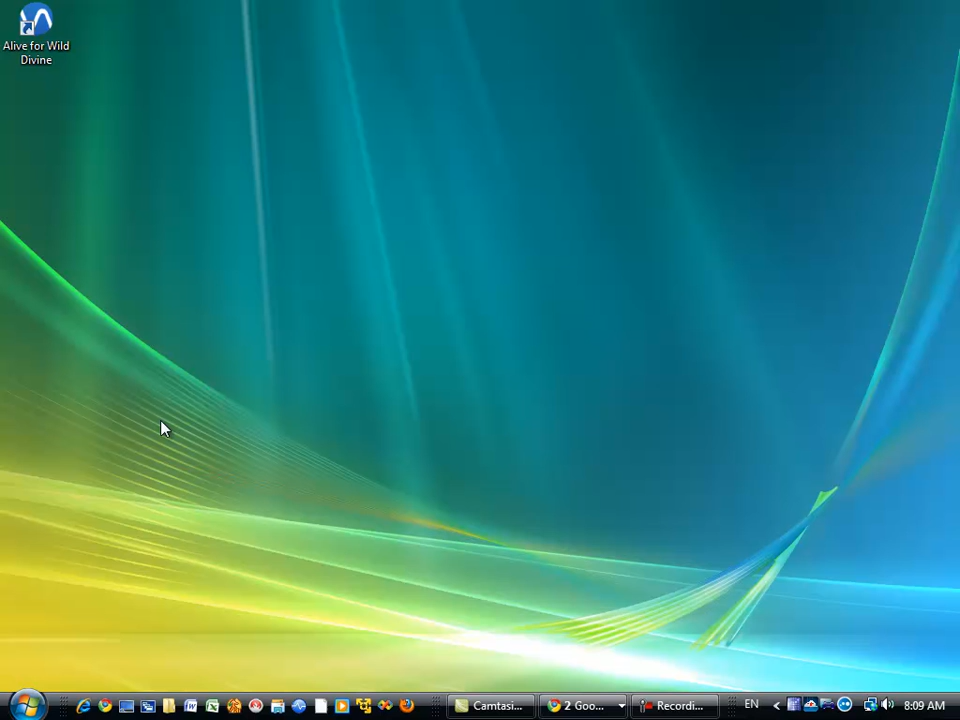 Alive for Wild
Divine
Camtasi...
2 Goo...
Recordi...
EN
8:09 AM